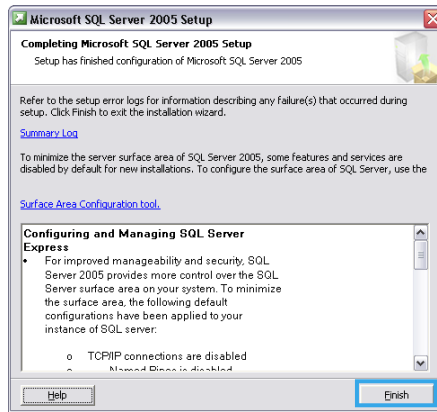 Microsoft SQL Server 2005 Setup
Completing Microsoft SQL Server 2005 Setup
Setup has finished configuration of Microsoft SQL Server 2005
Refer to the setup error logs for information describing any failure(s) that occurred during
setup. Click Finish to exit the installation wizard.
Summary Log
To minimize the server surface area of SQL Server 2005, some features and services are
disabled by default for new installations. To configure the surface area of SQL Server, use the
Surface Area Configuration tool.
Configuring and Managing SQL Server
Express
• For improved manageability and security, SQL
Server 2005 provides more control over the SQL
Server surface area on your system. To minimize
the surface area, the following default
configurations have been applied to your
instance of SQL server:
o TCP/IP connections are disabled
o Named Pipes is disabled
Help
Finish